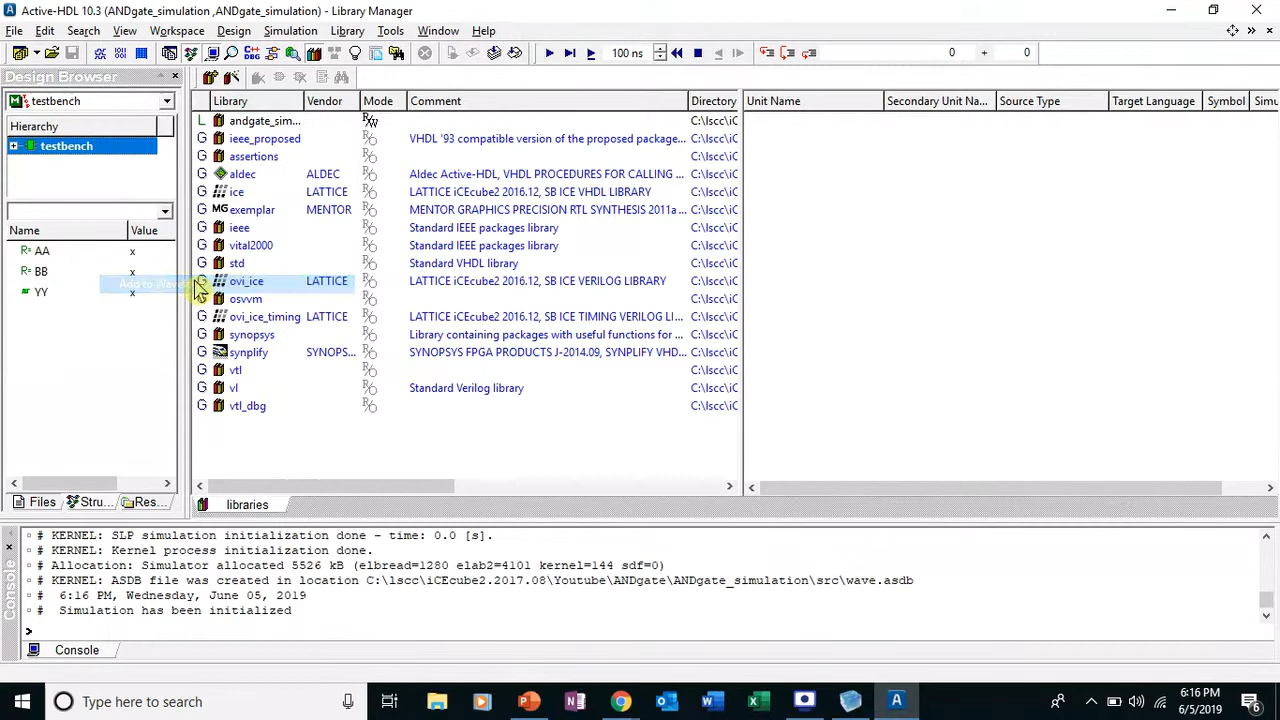 Active-HDL 10.3 (ANDgate_simulation ,ANDgate_simulation) - Library Manager
File Edit Search View Workspace Design Simulation Library Tools Window Help
100 ns 0 + 0
Design Browser
testbench
Hierarchy
testbench
Name Value
R= AA x
R= BB x
YY x
Add to Wave
Files Stru... Res...
Library Vendor Mode Comment Directory
L andgate_sim... R/W C:\lscc\iC
G ieee_proposed R/O VHDL '93 compatible version of the proposed package... C:\lscc\iC
G assertions R/O C:\lscc\iC
G aldec ALDEC R/O Aldec Active-HDL, VHDL PROCEDURES FOR CALLING ... C:\lscc\iC
G ice LATTICE R/O LATTICE iCEcube2 2016.12, SB ICE VHDL LIBRARY C:\lscc\iC
G MG exemplar MENTOR R/O MENTOR GRAPHICS PRECISION RTL SYNTHESIS 2011a ... C:\lscc\iC
G ieee R/O Standard IEEE packages library C:\lscc\iC
G vital2000 R/O Standard IEEE packages library C:\lscc\iC
G std R/O Standard VHDL library C:\lscc\iC
G ovi_ice LATTICE R/O LATTICE iCEcube2 2016.12, SB ICE VERILOG LIBRARY C:\lscc\iC
G osvvm R/O C:\lscc\iC
G ovi_ice_timing LATTICE R/O LATTICE iCEcube2 2016.12, SB ICE TIMING VERILOG LI... C:\lscc\iC
G synopsys R/O Library containing packages with useful functions for ... C:\lscc\iC
G synplify SYNOPS... R/O SYNOPSYS FPGA PRODUCTS J-2014.09, SYNPLIFY VHD... C:\lscc\iC
G vtl R/O C:\lscc\iC
G vl R/O Standard Verilog library C:\lscc\iC
G vtl_dbg R/O C:\lscc\iC
libraries
Unit Name Secondary Unit Na... Source Type Target Language Symbol Simu
# KERNEL: SLP simulation initialization done - time: 0.0 [s].
# KERNEL: Kernel process initialization done.
# Allocation: Simulator allocated 5526 kB (elbread=1280 elab2=4101 kernel=144 sdf=0)
# KERNEL: ASDB file was created in location C:\lscc\iCEcube2.2017.08\Youtube\ANDgate\ANDgate_simulation\src\wave.asdb
# 6:16 PM, Wednesday, June 05, 2019
# Simulation has been initialized
>
Console
Console
Type here to search
6:16 PM
6/5/2019
6